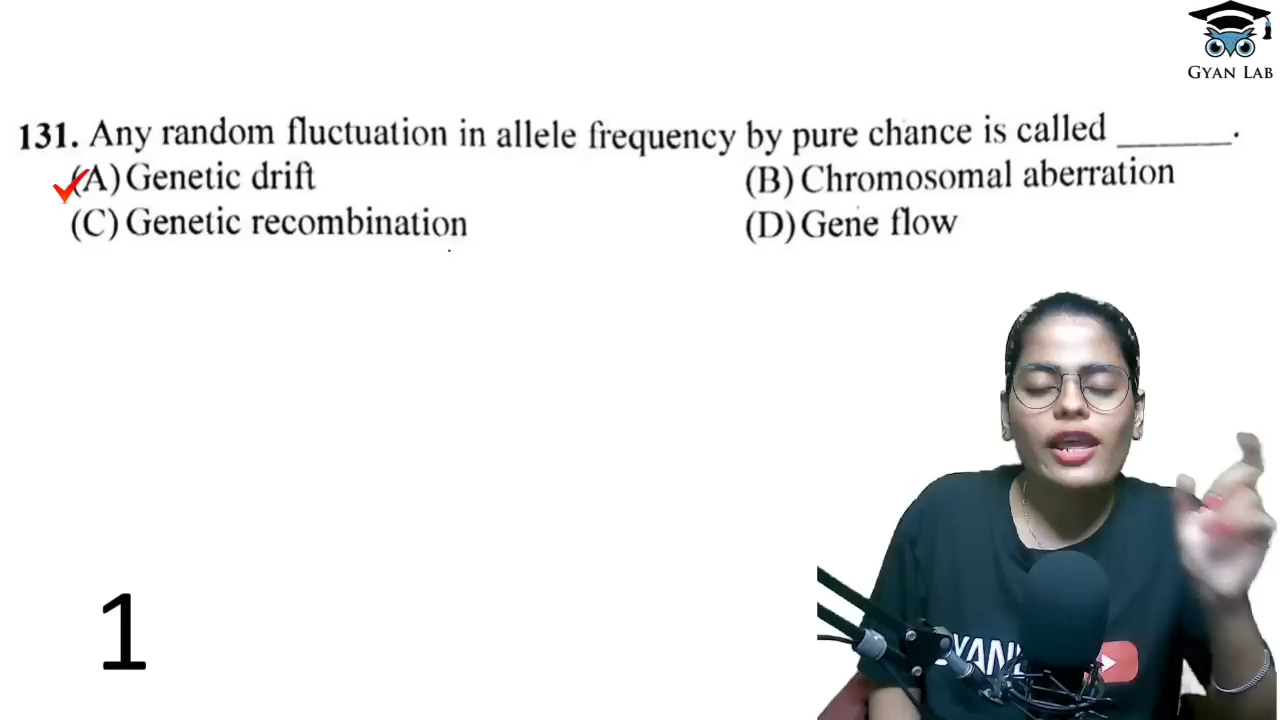 GYAN LAB
131. Any random fluctuation in allele frequency by pure chance is called ______.
(A) Genetic drift (B) Chromosomal aberration
(C) Genetic recombination (D) Gene flow
1